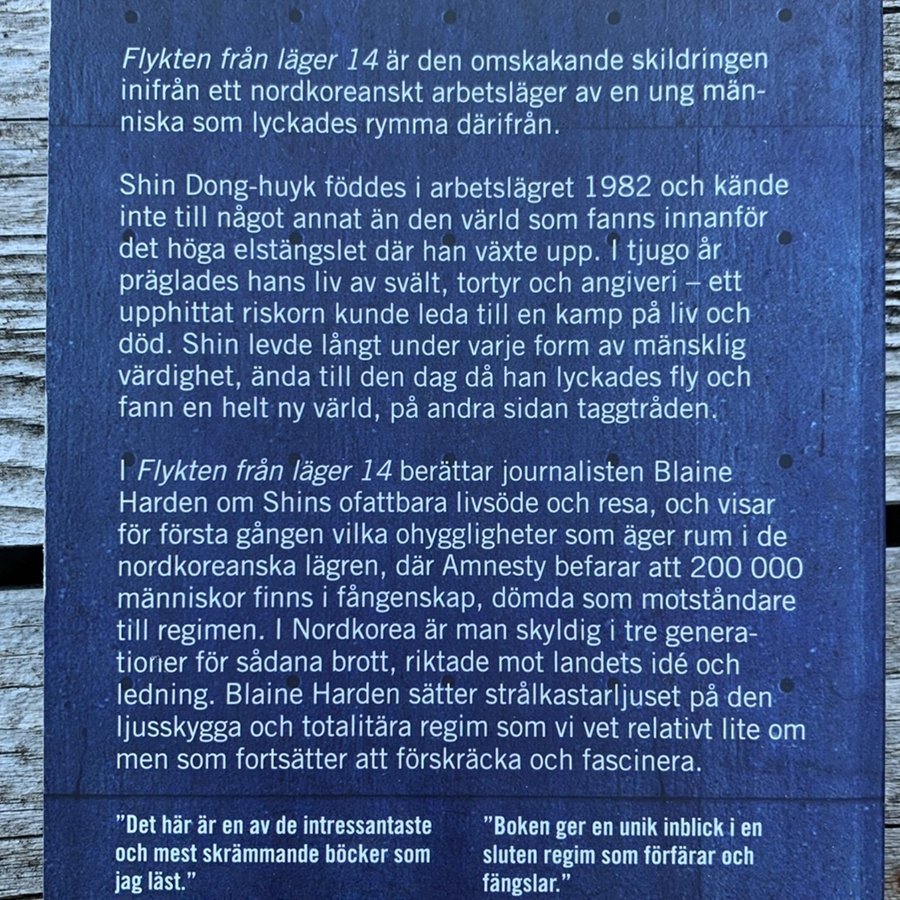 Flykten från läger 14 är den omskakande skildringen
inifrån ett nordkoreanskt arbetsläger av en ung män-
niska som lyckades rymma därifrån.
Shin Dong-huyk föddes i arbetslägret 1982 och kände
inte till något annat än den värld som fanns innanför
det höga elstängslet där han växte upp. I tjugo år
präglades hans liv av svält, tortyr och angiveri – ett
upphittat riskorn kunde leda till en kamp på liv och
död. Shin levde långt under varje form av mänsklig
värdighet, ända till den dag då han lyckades fly och
fann en helt ny värld, på andra sidan taggtråden.
I Flykten från läger 14 berättar journalisten Blaine
Harden om Shins ofattbara livsöde och resa, och visar
för första gången vilka ohyggligheter som äger rum i de
nordkoreanska lägren, där Amnesty befarar att 200 000
människor finns i fångenskap, dömda som motståndare
till regimen. I Nordkorea är man skyldig i tre genera-
tioner för sådana brott, riktade mot landets idé och
ledning. Blaine Harden sätter strålkastarljuset på den
ljusskygga och totalitära regim som vi vet relativt lite om
men som fortsätter att förskräcka och fascinera.
”Det här är en av de intressantaste
och mest skrämmande böcker som
jag läst.”
”Boken ger en unik inblick i en
sluten regim som förfärar och
fängslar.”